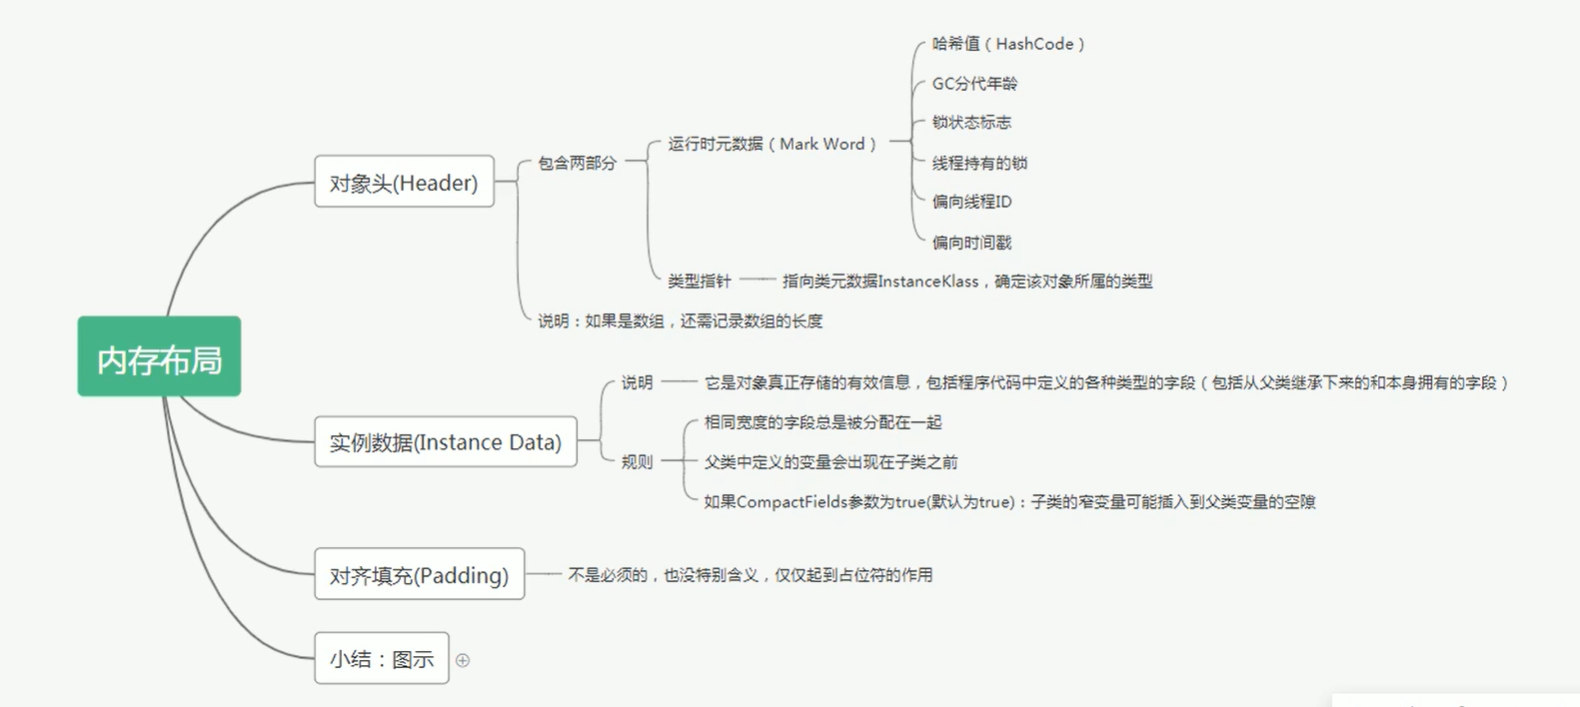 内存布局
对象头(Header)
包含两部分
运行时元数据（Mark Word）
哈希值（HashCode）
GC分代年龄
锁状态标志
线程持有的锁
偏向线程ID
偏向时间戳
类型指针
指向类元数据InstanceKlass，确定该对象所属的类型
说明：如果是数组，还需记录数组的长度
实例数据(Instance Data)
说明
它是对象真正存储的有效信息，包括程序代码中定义的各种类型的字段（包括从父类继承下来的和本身拥有的字段）
规则
相同宽度的字段总是被分配在一起
父类中定义的变量会出现在子类之前
如果CompactFields参数为true(默认为true)：子类的窄变量可能插入到父类变量的空隙
对齐填充(Padding)
不是必须的，也没特别含义，仅仅起到占位符的作用
小结：图示